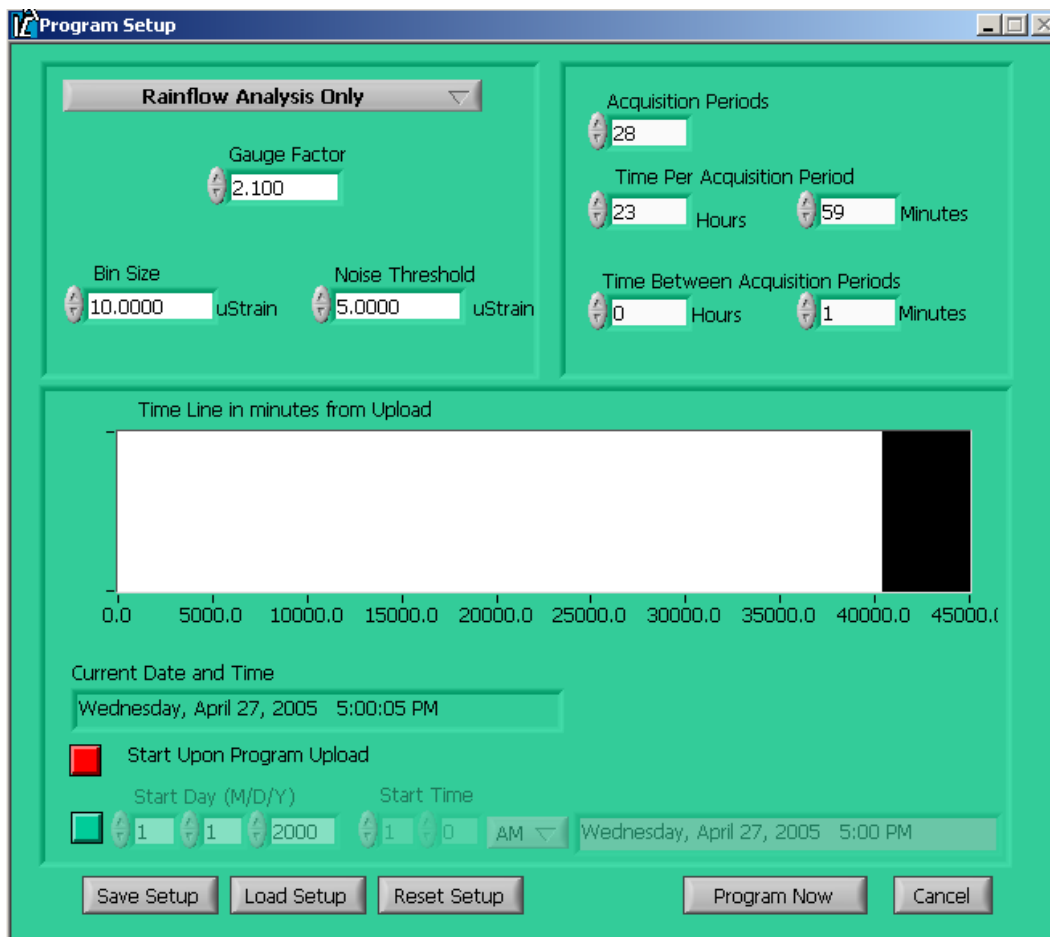 Program Setup
Rainflow Analysis Only
Gauge Factor
2.100
Bin Size
10.0000 uStrain
Noise Threshold
5.0000 uStrain
Acquisition Periods
28
Time Per Acquisition Period
23 Hours 59 Minutes
Time Between Acquisition Periods
0 Hours 1 Minutes
Time Line in minutes from Upload
0.0 5000.0 10000.0 15000.0 20000.0 25000.0 30000.0 35000.0 40000.0 45000.0
Current Date and Time
Wednesday, April 27, 2005 5:00:05 PM
Start Upon Program Upload
Start Day (M/D/Y) Start Time
1 1 2000 1 0 AM Wednesday, April 27, 2005 5:00 PM
Save Setup Load Setup Reset Setup Program Now Cancel